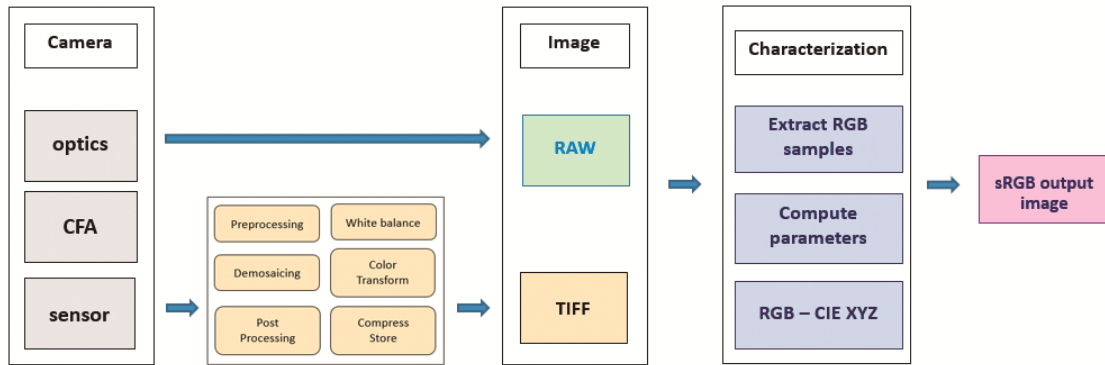 Camera
optics
CFA
sensor
Preprocessing
White balance
Demosaicing
Color
Transform
Post
Processing
Compress
Store
Image
RAW
TIFF
Characterization
Extract RGB
samples
Compute
parameters
RGB – CIE XYZ
sRGB output
image